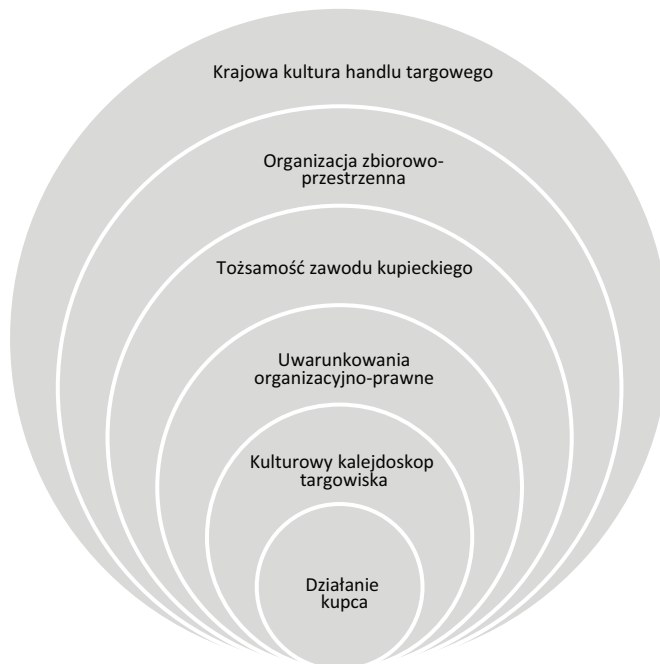 Krajowa kultura handlu targowego
Organizacja zbiorowo-
przestrzenna
Tożsamość zawodu kupieckiego
Uwarunkowania
organizacyjno-prawne
Kulturowy kalejdoskop
targowiska
Działanie
kupca